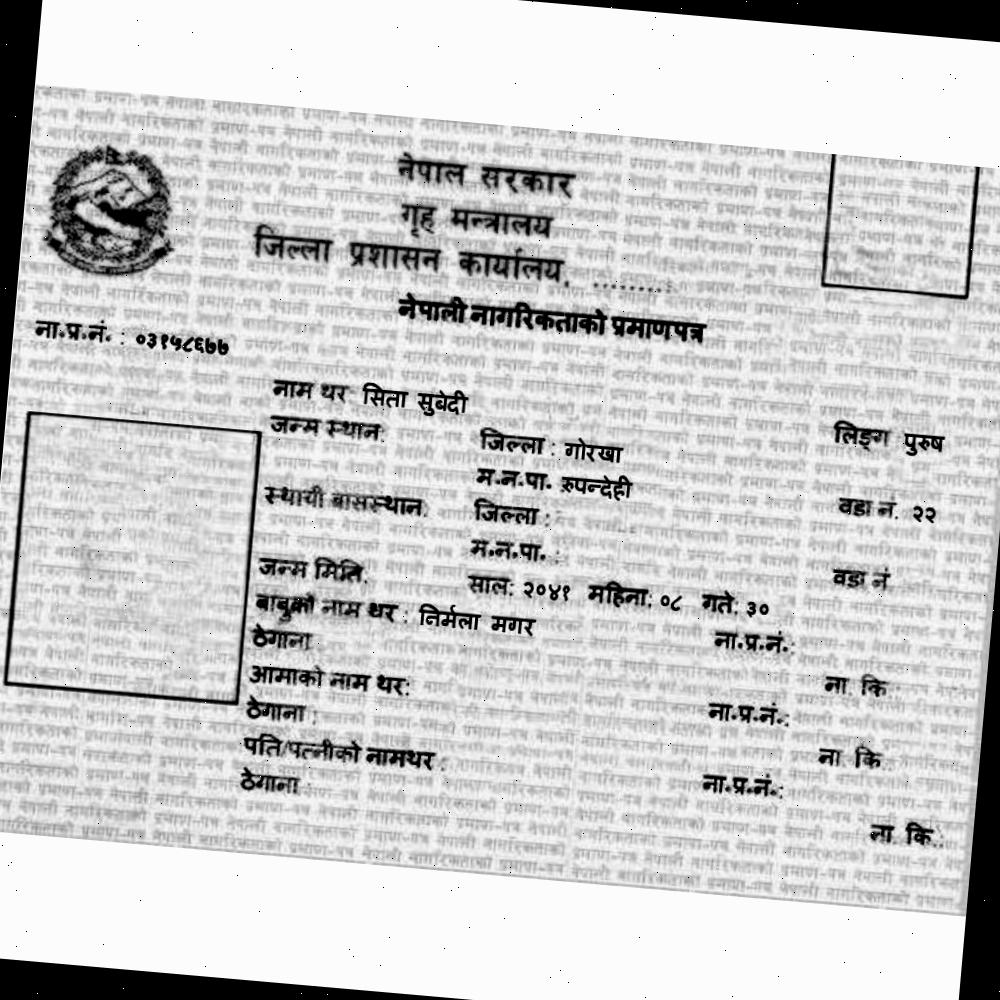 नेपाल सरकार
गृह मन्त्रालय
जिल्ला प्रशासन कार्यालय, .........
नेपाली नागरिकताको प्रमाणपत्र
ना.प्र.नं. : ०३१५८६७७
नाम थर सिता सुबेदी लिङ्ग पुरुष
जन्म स्थान: जिल्ला : गोरखा
म.न.पा. रुपन्देही वडा नं. २२
स्थायी बासस्थान: जिल्ला :
म.न.पा. : वडा नं
जन्म मिति: साल: २०४१ महिना: ०८ गते: ३०
बाबुको नाम थर : निर्मला मगर ना.प्र.नं.:
ठेगाना : ना. कि.:
आमाको नाम थर: ना.प्र.नं.:
ठेगाना : ना. कि.:
पति/पत्नीको नामथर : ना.प्र.नं.:
ठेगाना : ना. कि.: